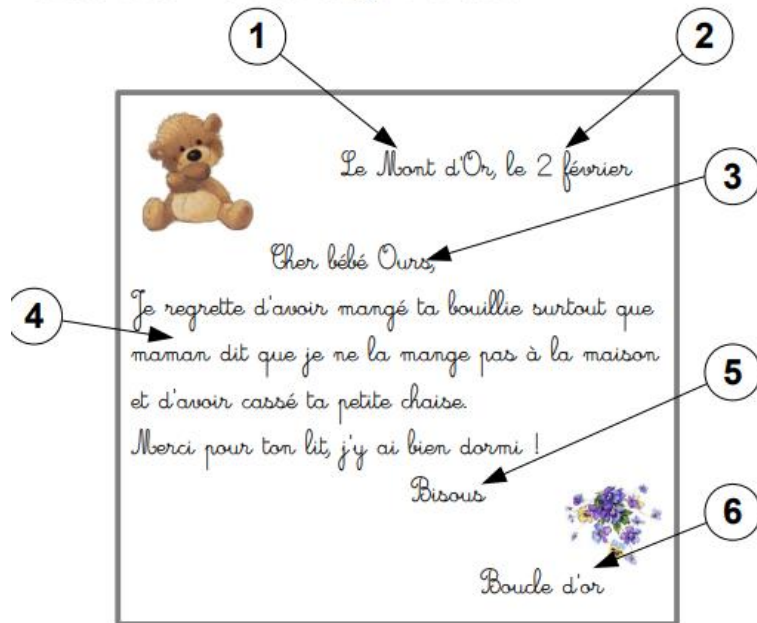 1
2
Le Mont d'Or, le 2 février
3
Cher bébé Ours,
Je regrette d'avoir mangé ta bouillie surtout que
4
maman dit que je ne la mange pas à la maison
5
et d'avoir cassé ta petite chaise.
Merci pour ton lit, j'y ai bien dormi !
Bisous
6
Boucle d'or